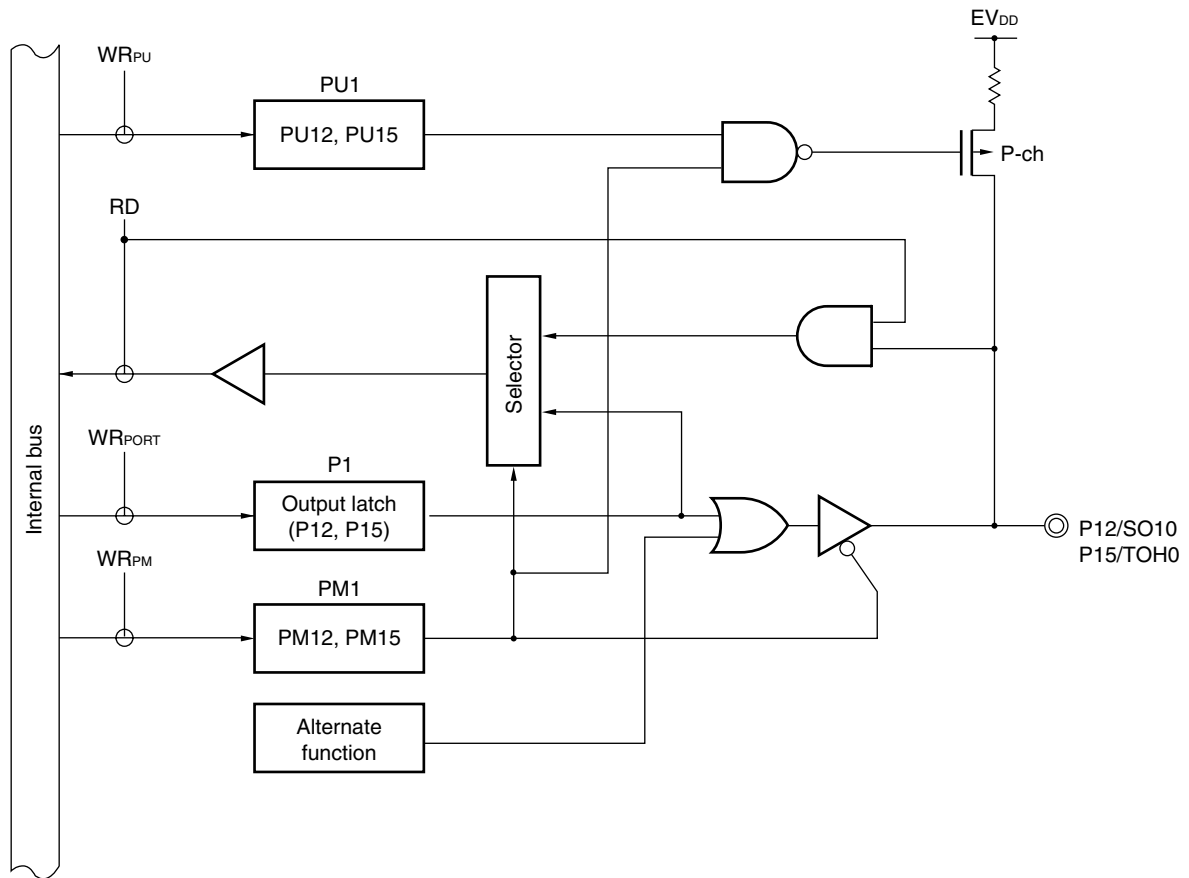 EVDD
WRPU
PU1
PU12, PU15
P-ch
RD
Selector
Internal bus
WRPORT
P1
Output latch
(P12, P15)
P12/SO10
P15/TOH0
WRPM
PM1
PM12, PM15
Alternate
function